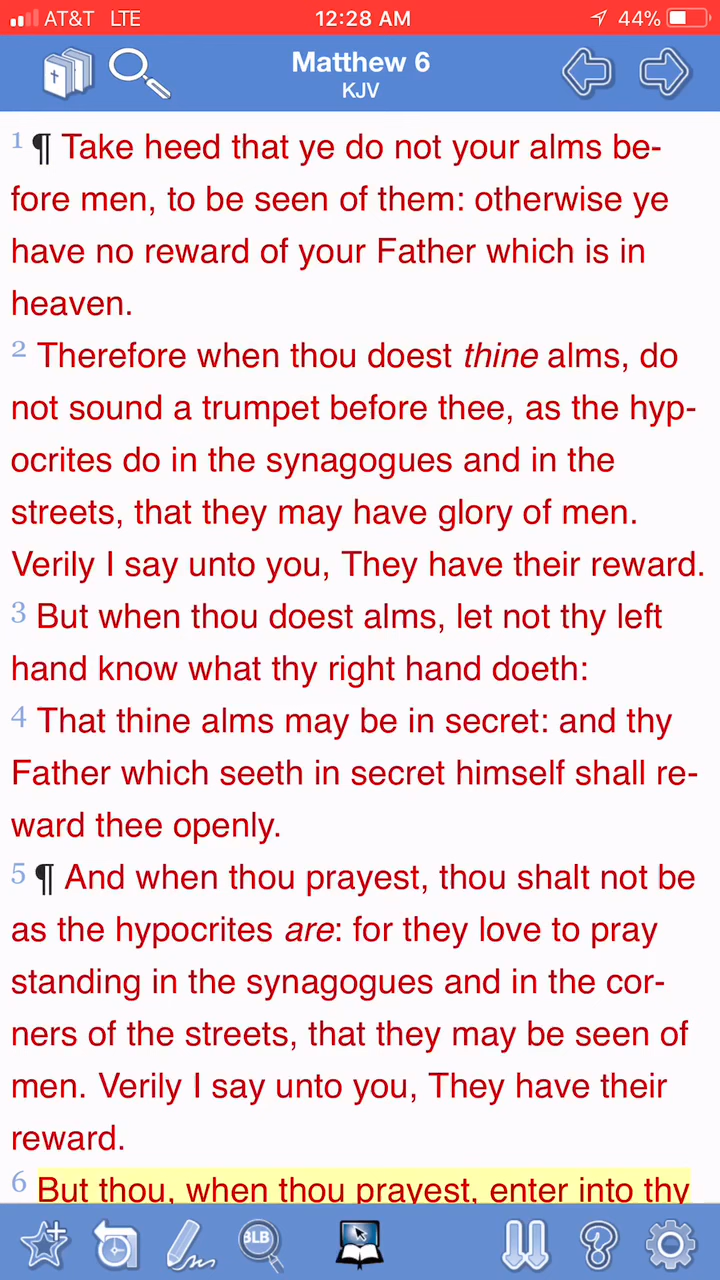 AT&T LTE 12:28 AM 44%
Matthew 6
KJV
1 ¶ Take heed that ye do not your alms be-
fore men, to be seen of them: otherwise ye
have no reward of your Father which is in
heaven.
2 Therefore when thou doest thine alms, do
not sound a trumpet before thee, as the hyp-
ocrites do in the synagogues and in the
streets, that they may have glory of men.
Verily I say unto you, They have their reward.
3 But when thou doest alms, let not thy left
hand know what thy right hand doeth:
4 That thine alms may be in secret: and thy
Father which seeth in secret himself shall re-
ward thee openly.
5 ¶ And when thou prayest, thou shalt not be
as the hypocrites are: for they love to pray
standing in the synagogues and in the cor-
ners of the streets, that they may be seen of
men. Verily I say unto you, They have their
reward.
6 But thou, when thou prayest, enter into thy
BLB